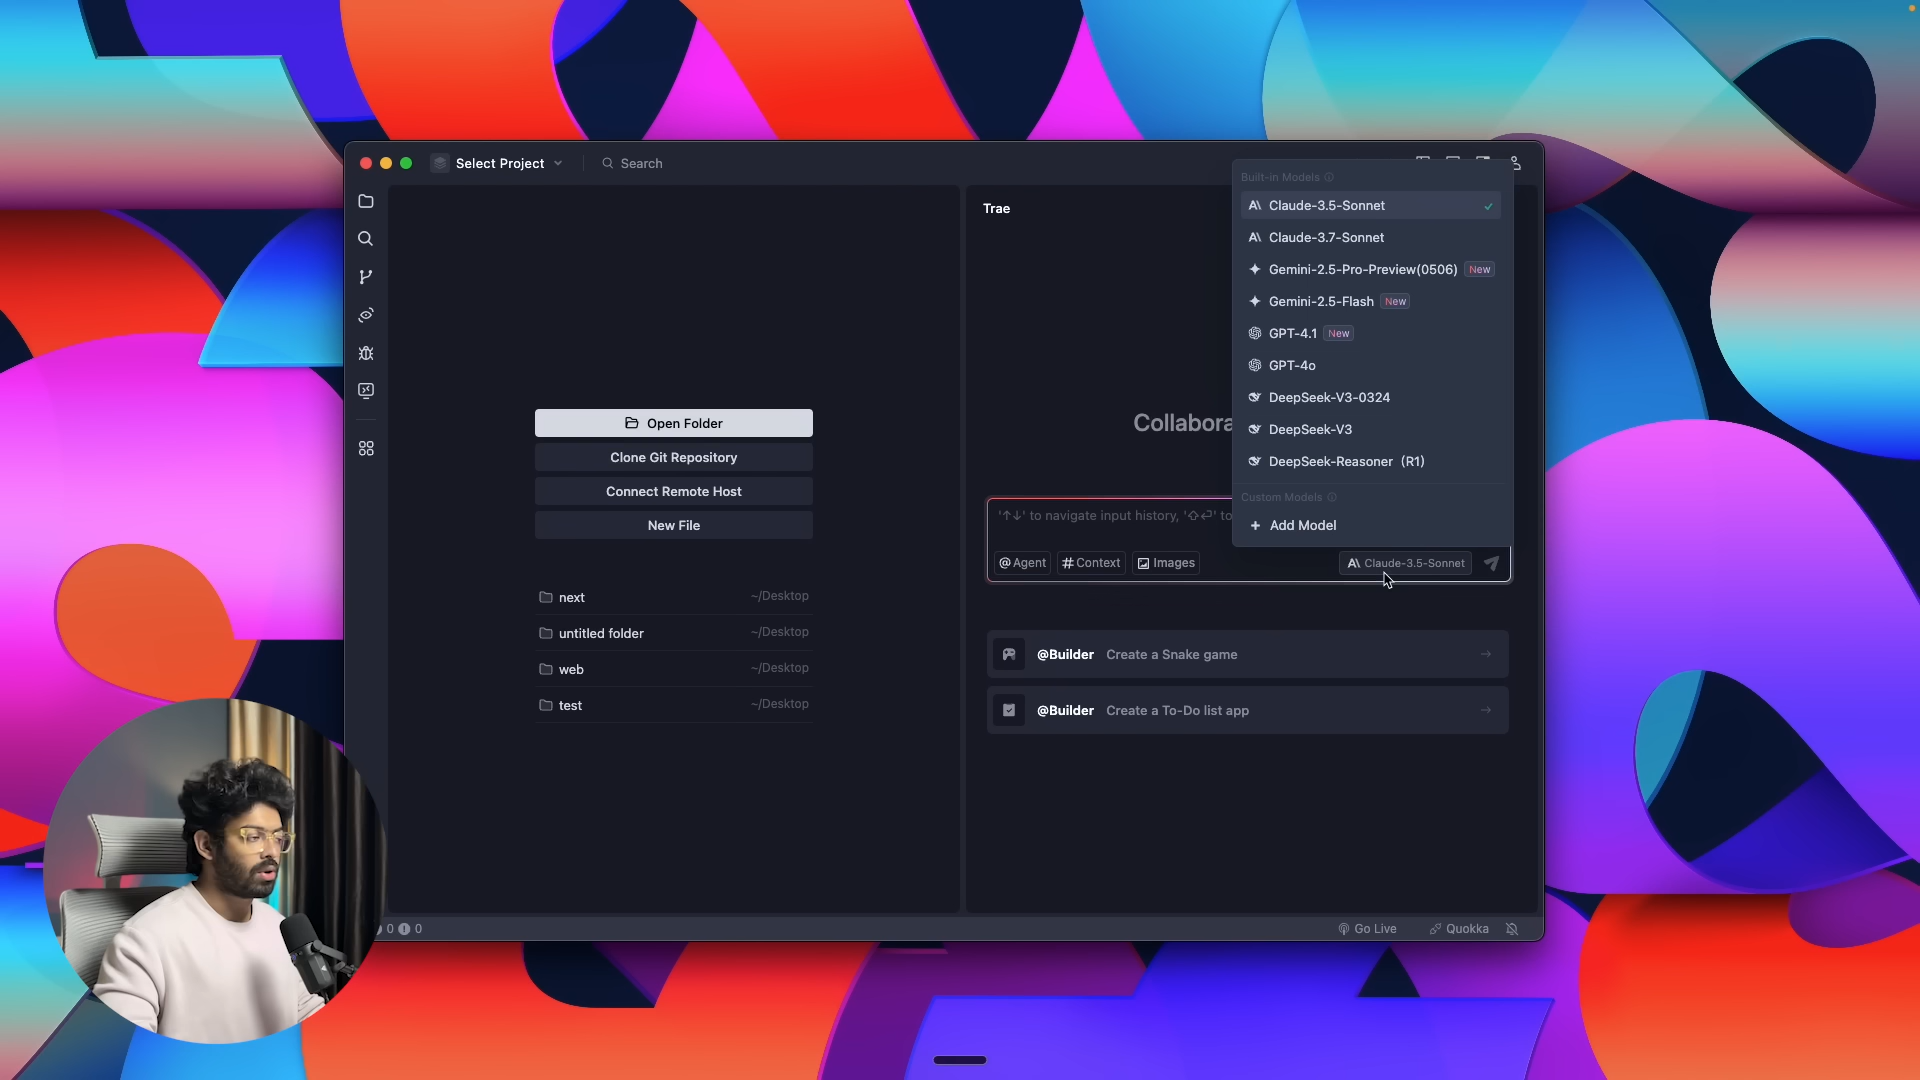 Select Project
Search
Open Folder
Clone Git Repository
Connect Remote Host
New File
next ~/Desktop
untitled folder ~/Desktop
web ~/Desktop
test ~/Desktop
Trae
Collabora
'↑↓' to navigate input history, '⇧⏎' to
@ Agent
# Context
Images
Claude-3.5-Sonnet
Built-in Models
Claude-3.5-Sonnet
Claude-3.7-Sonnet
Gemini-2.5-Pro-Preview(0506) New
Gemini-2.5-Flash New
GPT-4.1 New
GPT-4o
DeepSeek-V3-0324
DeepSeek-V3
DeepSeek-Reasoner (R1)
Custom Models
+ Add Model
@Builder Create a Snake game
@Builder Create a To-Do list app
0 0
Go Live
Quokka